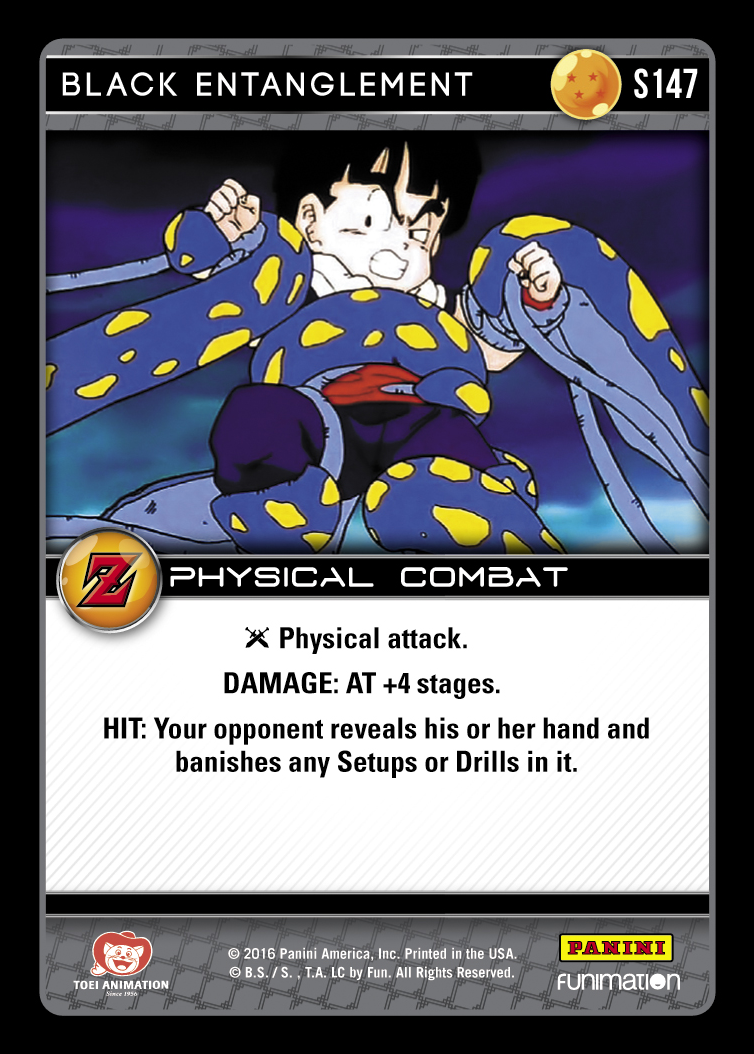 BLACK ENTANGLEMENT S147
Z PHYSICAL COMBAT
Physical attack.
DAMAGE: AT +4 stages.
HIT: Your opponent reveals his or her hand and
banishes any Setups or Drills in it.
TOEI ANIMATION
Since 1956
© 2016 Panini America, Inc. Printed in the USA.
© B.S. / S. , T.A. LC by Fun. All Rights Reserved.
PANINI
FUNIMATION